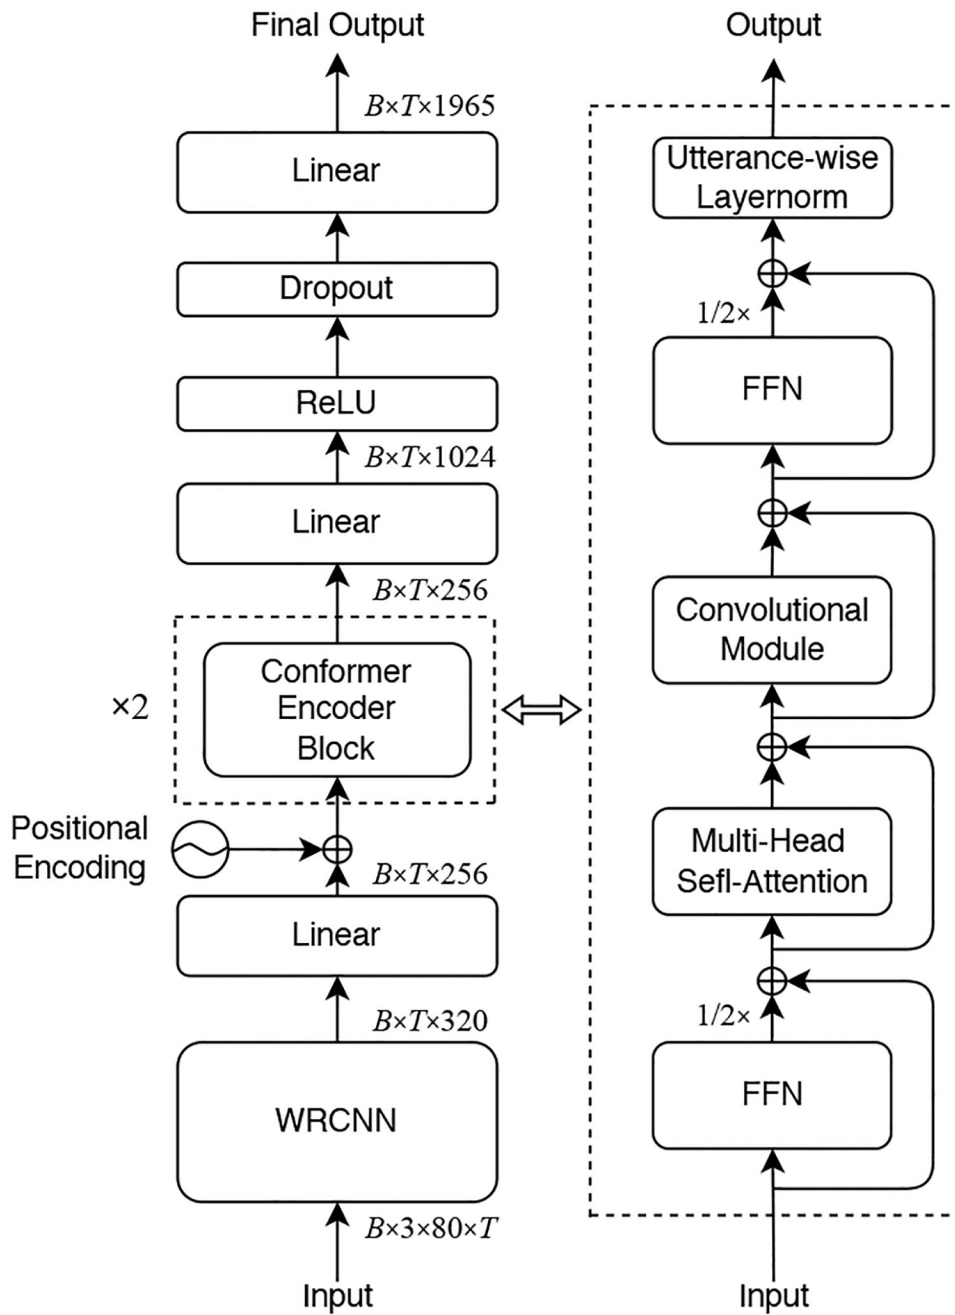 Final Output
B×T×1965
Linear
Dropout
ReLU
B×T×1024
Linear
B×T×256
×2
Conformer
Encoder
Block
Positional
Encoding
B×T×256
Linear
B×T×320
WRCNN
B×3×80×T
Input
Output
Utterance-wise
Layernorm
1/2×
FFN
Convolutional
Module
Multi-Head
Sefl-Attention
1/2×
FFN
Input